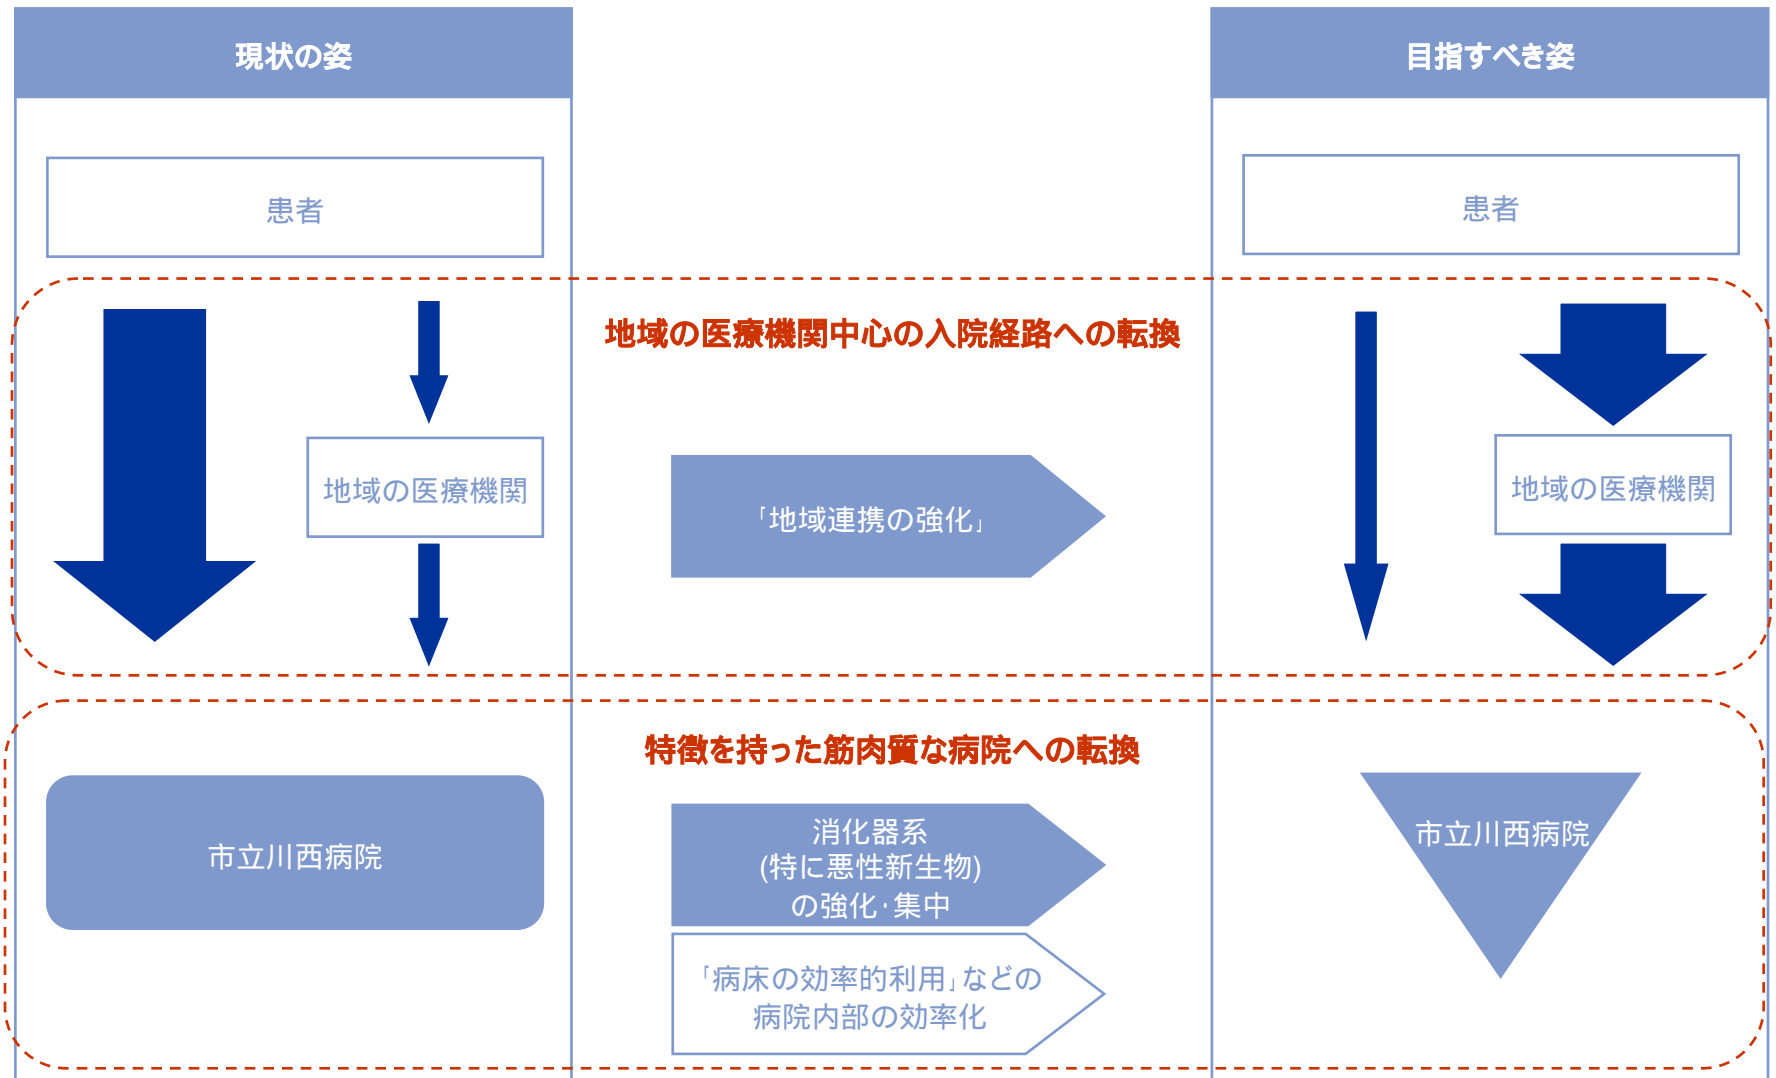 現状の姿
目指すべき姿
患者
患者
地域の医療機関中心の入院経路への転換
地域の医療機関
「地域連携の強化」
地域の医療機関
特徴を持った筋肉質な病院への転換
市立川西病院
消化器系
(特に悪性新生物)
の強化・集中
「病床の効率的利用」などの
病院内部の効率化
市立川西病院